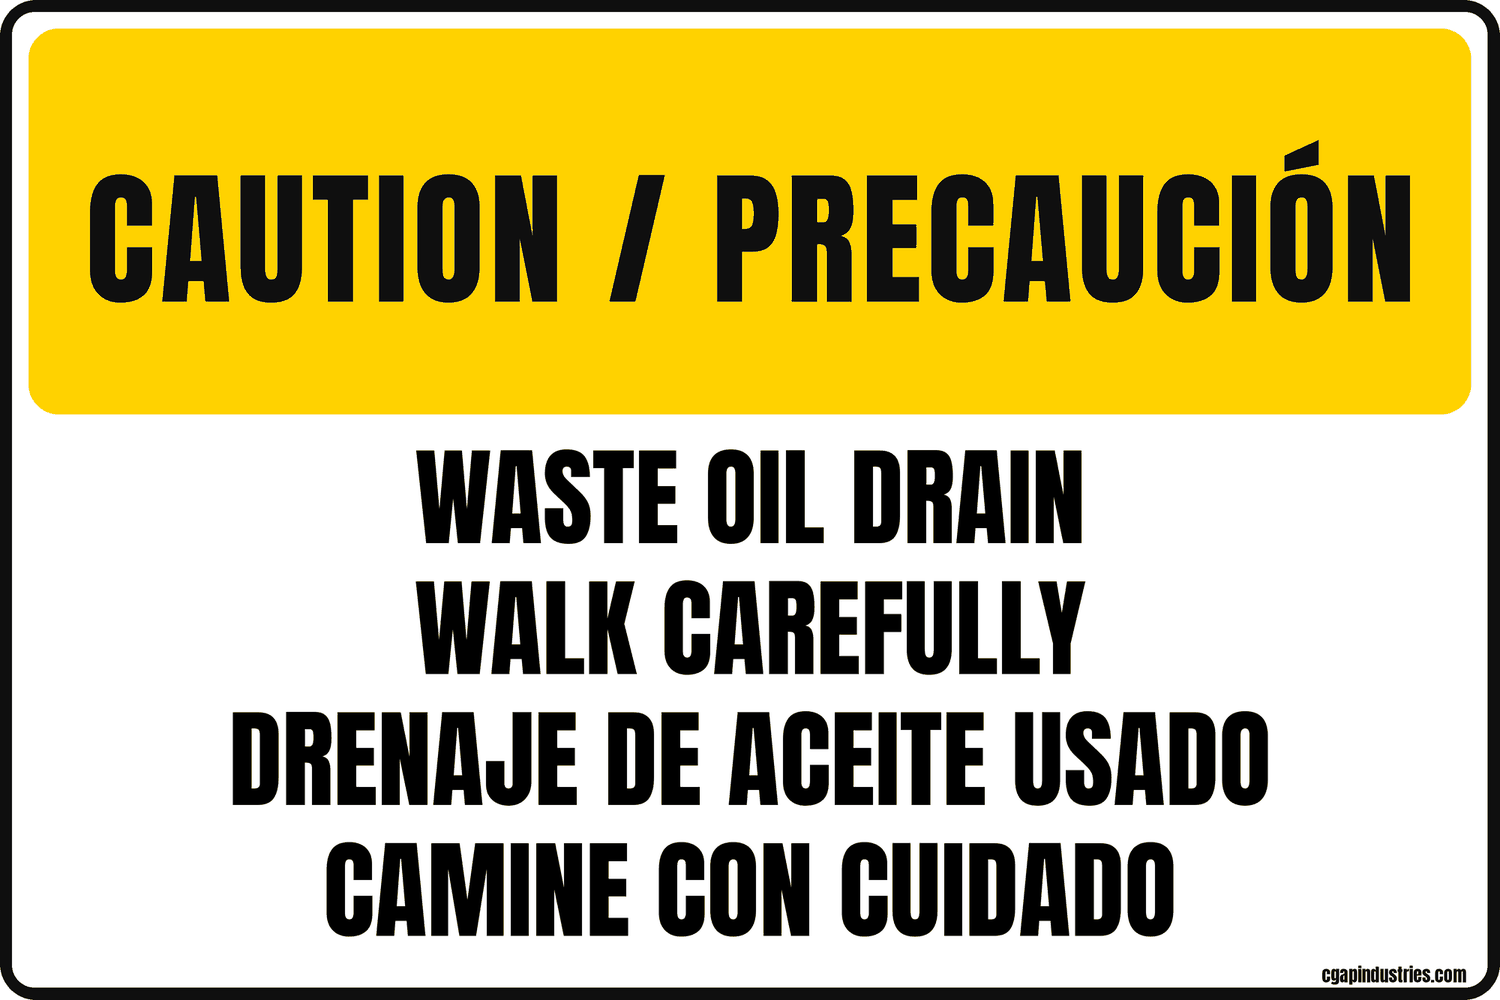 CAUTION / PRECAUCIÓN
WASTE OIL DRAIN
WALK CAREFULLY
DRENAJE DE ACEITE USADO
CAMINE CON CUIDADO
cgapindustries.com